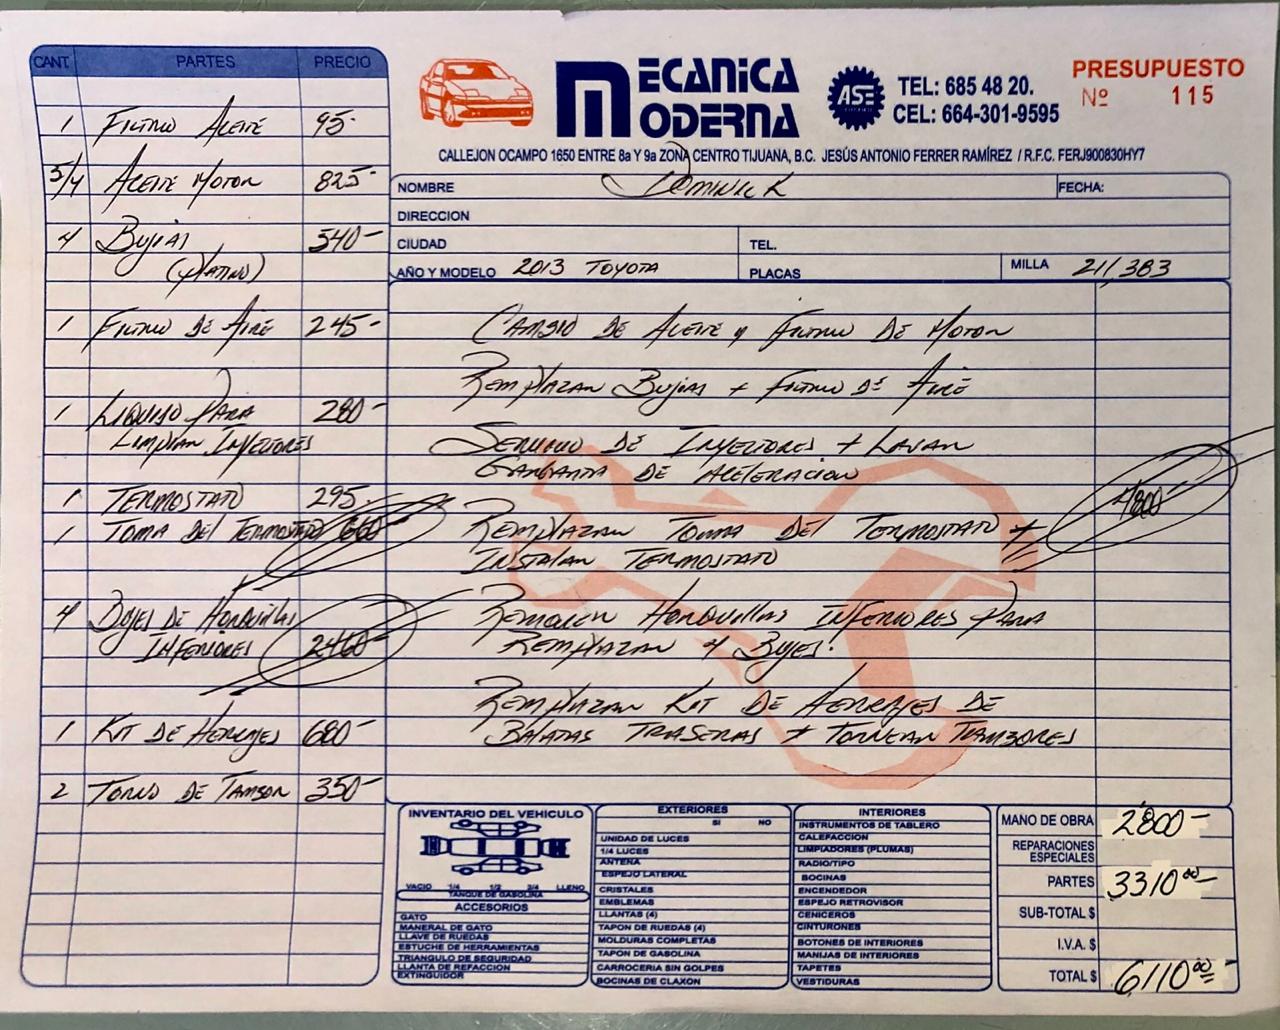 CANT. PARTES PRECIO
1 FILTRO ACEITE 95-
5/4 ACEITE MOTOR 825-
4 BUJIAS 540-
(PLATINO)
1 FILTRO DE AIRE 245-
1 LIQUIDO PARA 280-
LIMPIAR INYECTORES
1 TERMOSTATO 295-
1 TOMA DEL TERMOSTATO 660-
4 BUJES DE HORQUILLAS
INFERIORES 2460-
1 KIT DE HERRAJES 680-
2 TORNO DE TAMBOR 350-
MECANICA
MODERNA
ASE
TEL: 685 48 20.
CEL: 664-301-9595
PRESUPUESTO
Nº 115
CALLEJON OCAMPO 1650 ENTRE 8a Y 9a ZONA CENTRO TIJUANA, B.C. JESÚS ANTONIO FERRER RAMÍREZ / R.F.C. FERJ900830HY7
NOMBRE DOMINICK FECHA:
DIRECCION
CIUDAD TEL.
AÑO Y MODELO 2013 TOYOTA PLACAS MILLA 21/383
CAMBIO DE ACEITE Y FILTRO DE MOTOR
REMPLAZAR BUJIAS + FILTRO DE AIRE
SERVICIO DE INYECTORES + LAVAR
GARGANTA DE ACELERACION
4800-
REMPLAZAR TOMA DEL TERMOSTATO +
INSTALAR TERMOSTATO
REMOVER HORQUILLAS INFERIORES PARA
REMPLAZAR 4 BUJES.
REMPLAZAR KIT DE HERRAJES DE
BALATAS TRASERAS + TORNEAR TAMBORES
INVENTARIO DEL VEHICULO
VACIO 1/4 1/2 3/4 LLENO
TANQUE DE GASOLINA
ACCESORIOS
GATO
MANERAL DE GATO
LLAVE DE RUEDAS
ESTUCHE DE HERRAMIENTAS
TRIANGULO DE SEGURIDAD
LLANTA DE REFACCION
EXTINGUIDOR
EXTERIORES
SI NO
UNIDAD DE LUCES
1/4 LUCES
ANTENA
ESPEJO LATERAL
CRISTALES
EMBLEMAS
LLANTAS (4)
TAPON DE RUEDAS (4)
MOLDURAS COMPLETAS
TAPON DE GASOLINA
CARROCERIA SIN GOLPES
BOCINAS DE CLAXON
INTERIORES
INSTRUMENTOS DE TABLERO
CALEFACCION
LIMPIADORES (PLUMAS)
RADIO/TIPO
BOCINAS
ENCENDEDOR
ESPEJO RETROVISOR
CENICEROS
CINTURONES
BOTONES DE INTERIORES
MANIJAS DE INTERIORES
TAPETES
VESTIDURAS
MANO DE OBRA 2800-
REPARACIONES
ESPECIALES
PARTES 3310.00-
SUB-TOTAL $
I.V.A. $
TOTAL $ 6110.00-